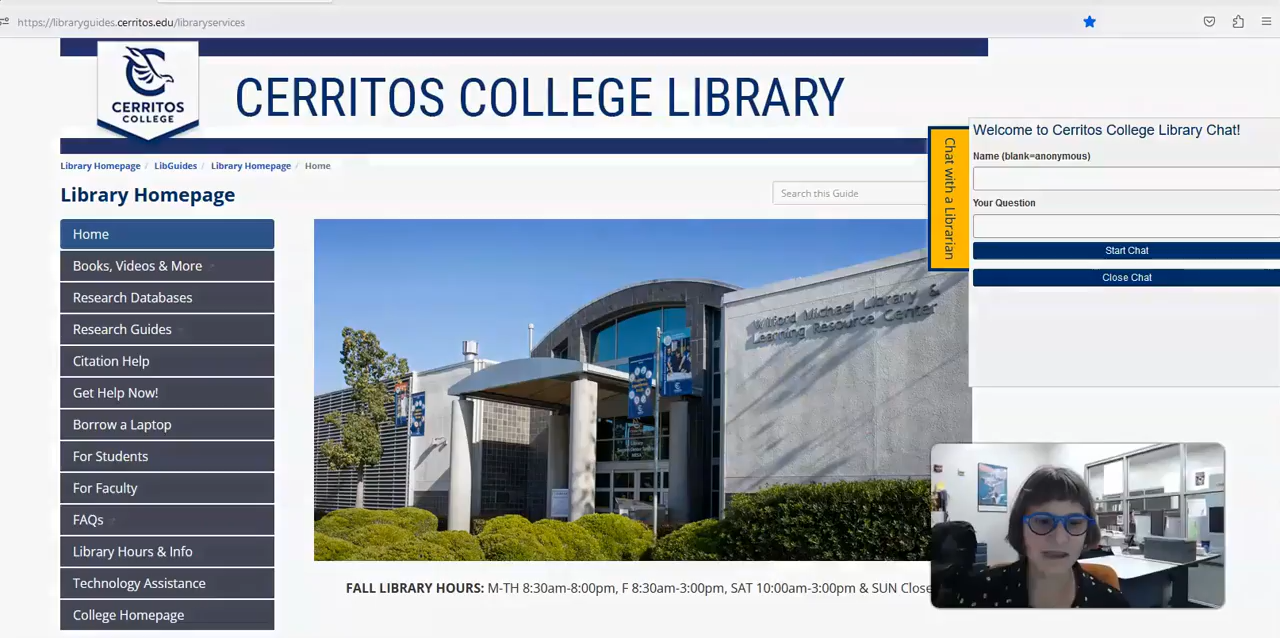 https://libraryguides.cerritos.edu/libraryservices
CERRITOS
COLLEGE
CERRITOS COLLEGE LIBRARY
Library Homepage / LibGuides / Library Homepage / Home
Library Homepage
Search this Guide
Home
Books, Videos & More
Research Databases
Research Guides
Citation Help
Get Help Now!
Borrow a Laptop
For Students
For Faculty
FAQs
Library Hours & Info
Technology Assistance
College Homepage
Wilford Michael Library &
Learning Resource Center
FALL LIBRARY HOURS: M-TH 8:30am-8:00pm, F 8:30am-3:00pm, SAT 10:00am-3:00pm & SUN Close
Chat with a Librarian
Welcome to Cerritos College Library Chat!
Name (blank=anonymous)
Your Question
Start Chat
Close Chat